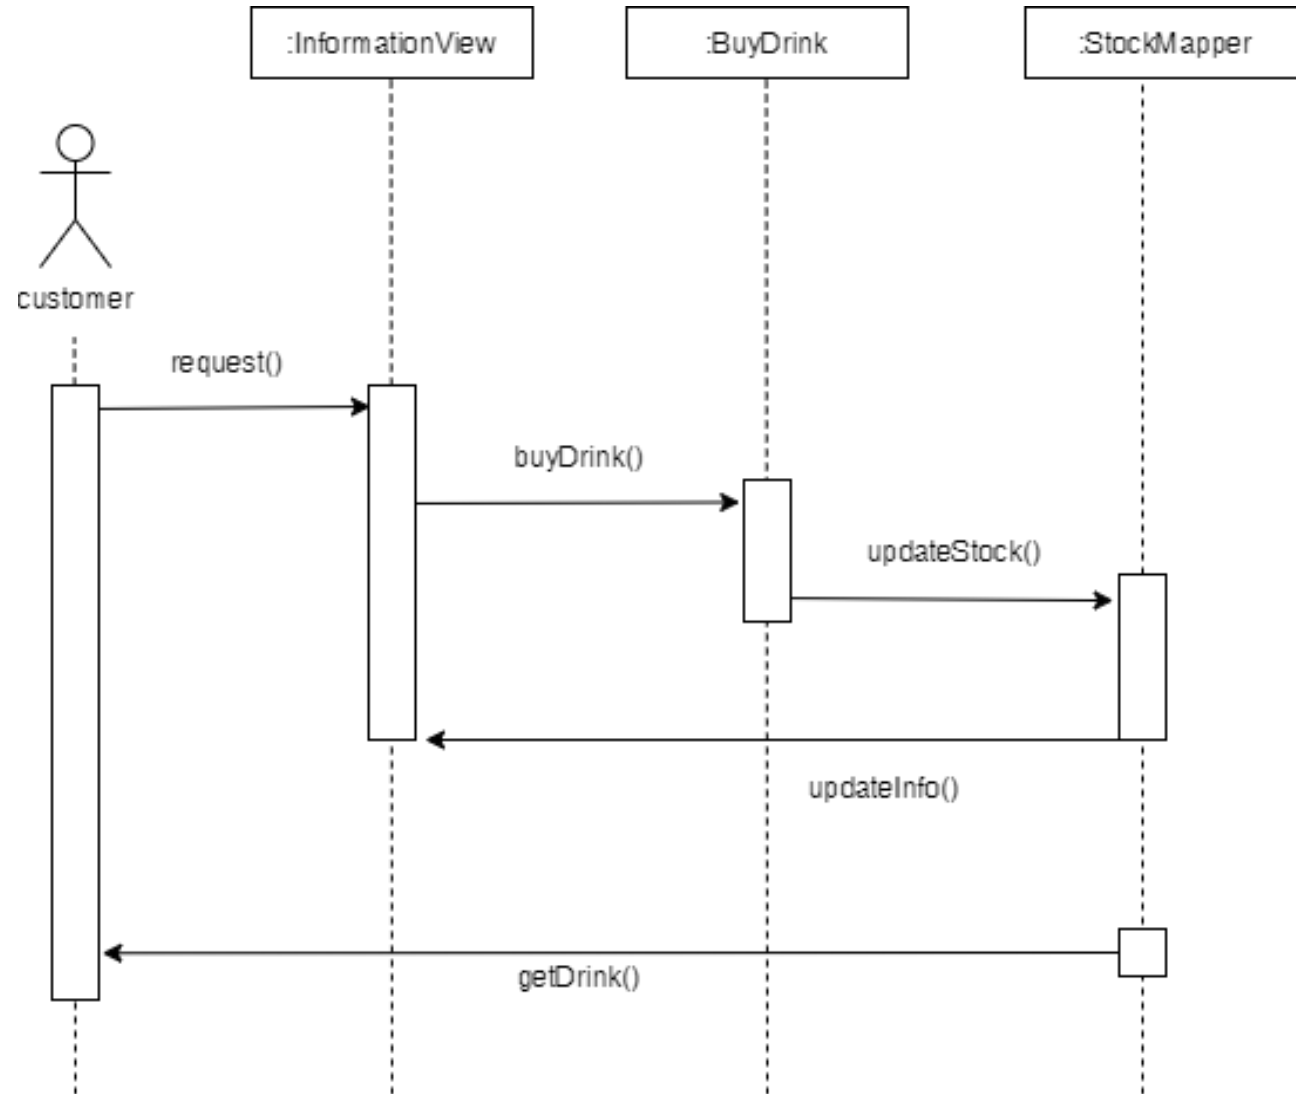 :InformationView
:BuyDrink
:StockMapper
customer
request()
buyDrink()
updateStock()
updateInfo()
getDrink()